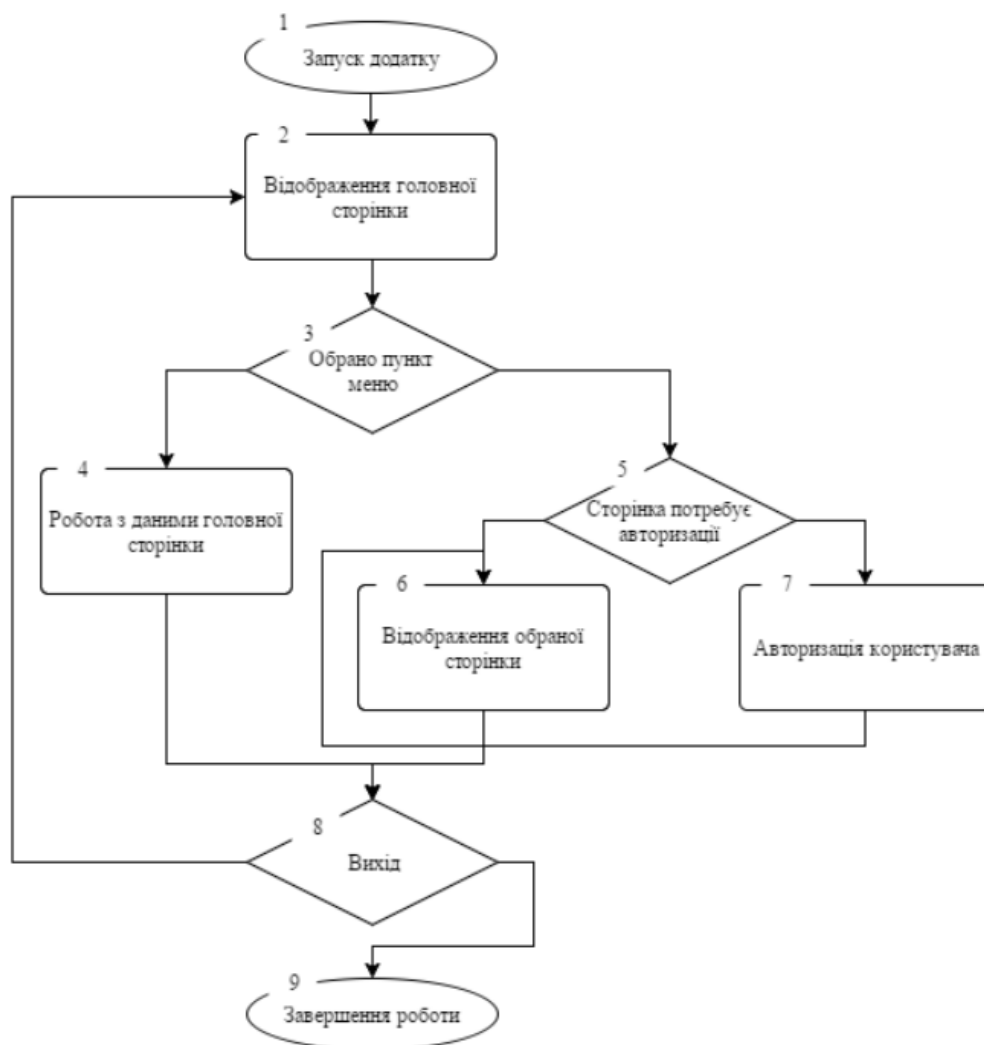 1
Запуск додатку
2
Відображення головної
сторінки
3
Обрано пункт
меню
4
Робота з даними головної
сторінки
5
Сторінка потребує
авторизації
6
Відображення обраної
сторінки
7
Авторизація користувача
8
Вихід
9
Завершення роботи